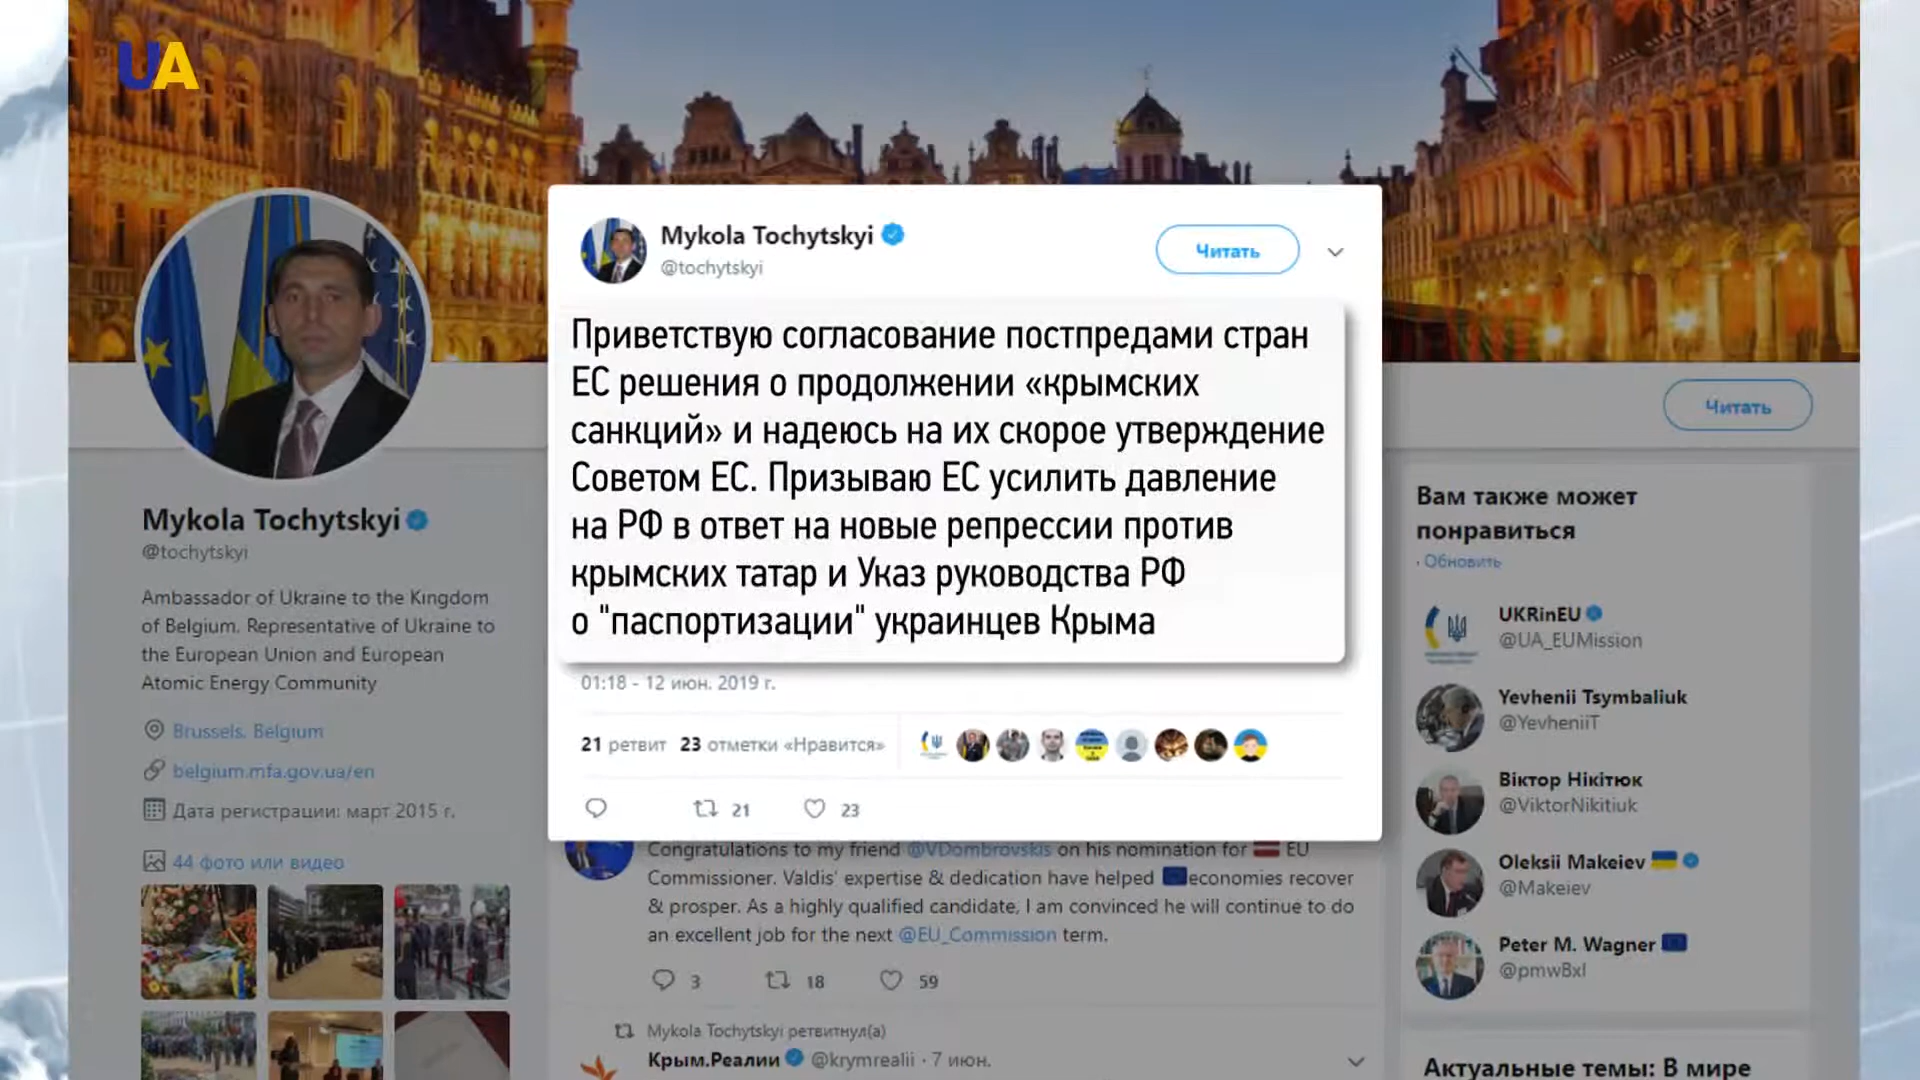 UA
Mykola Tochytskyi
@tochytskyi
Читать
Приветствую согласование постпредами стран
ЕС решения о продолжении «крымских
санкций» и надеюсь на их скорое утверждение
Советом ЕС. Призываю ЕС усилить давление
на РФ в ответ на новые репрессии против
крымских татар и Указ руководства РФ
о "паспортизации" украинцев Крыма
01:18 - 12 июн. 2019 г.
21 ретвит 23 отметки «Нравится»
21 23
Mykola Tochytskyi
@tochytskyi
Ambassador of Ukraine to the Kingdom
of Belgium. Representative of Ukraine to
the European Union and European
Atomic Energy Community
Brussels, Belgium
belgium.mfa.gov.ua/en
Дата регистрации: март 2015 г.
44 фото или видео
Congratulations to my friend @VDombrovskis on his nomination for EU
Commissioner. Valdis' expertise & dedication have helped economies recover
& prosper. As a highly qualified candidate, I am convinced he will continue to do
an excellent job for the next @EU_Commission term.
3 18 59
Mykola Tochytskyi ретвитнул(а)
Крым.Реалии @krymrealii · 7 июн.
Читать
Вам также может
понравиться
· Обновить
UKRinEU
@UA_EUMission
Yevhenii Tsymbaliuk
@YevheniiT
Віктор Нікітюк
@ViktorNikitiuk
Oleksii Makeiev
@Makeiev
Peter M. Wagner
@pmwBxl
Актуальные темы: В мире